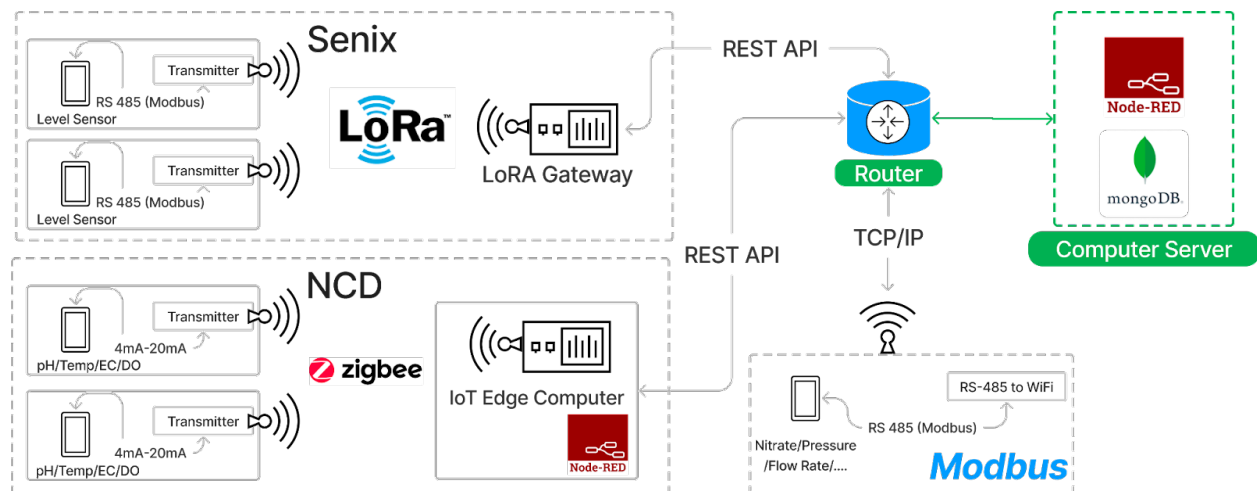 Senix
Transmitter
RS 485 (Modbus)
Level Sensor
Transmitter
RS 485 (Modbus)
Level Sensor
LoRa™
LoRA Gateway
REST API
Router
Node-RED
mongoDB.
Computer Server
REST API
TCP/IP
NCD
Transmitter
4mA-20mA
pH/Temp/EC/DO
Transmitter
4mA-20mA
pH/Temp/EC/DO
zigbee
IoT Edge Computer
Node-RED
RS-485 to WiFi
RS 485 (Modbus)
Nitrate/Pressure
/Flow Rate/....
Modbus